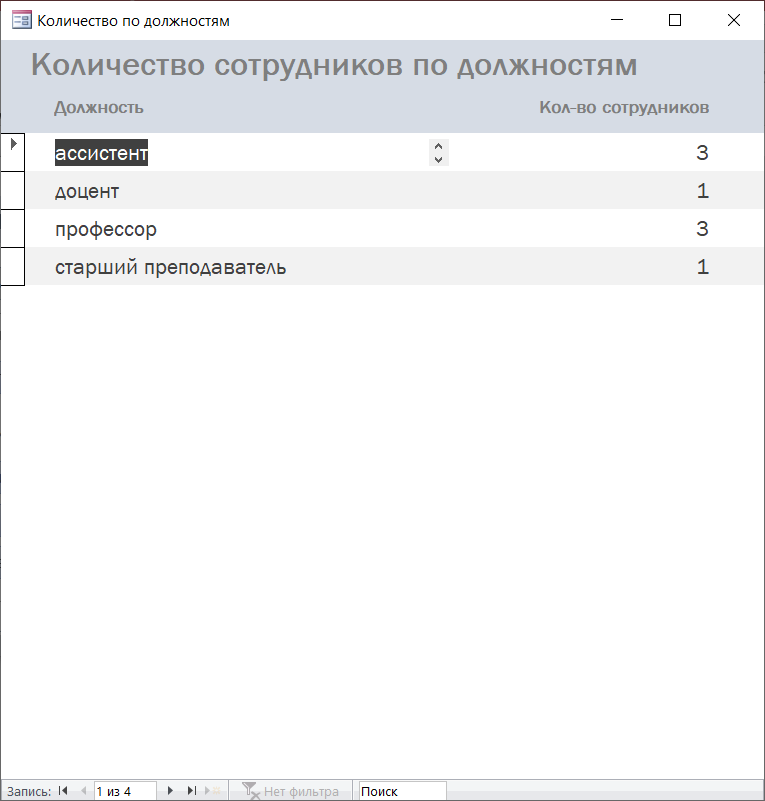 Количество по должностям
Количество сотрудников по должностям
Должность Кол-во сотрудников
ассистент 3
доцент 1
профессор 3
старший преподаватель 1
Запись: 1 из 4 Нет фильтра Поиск